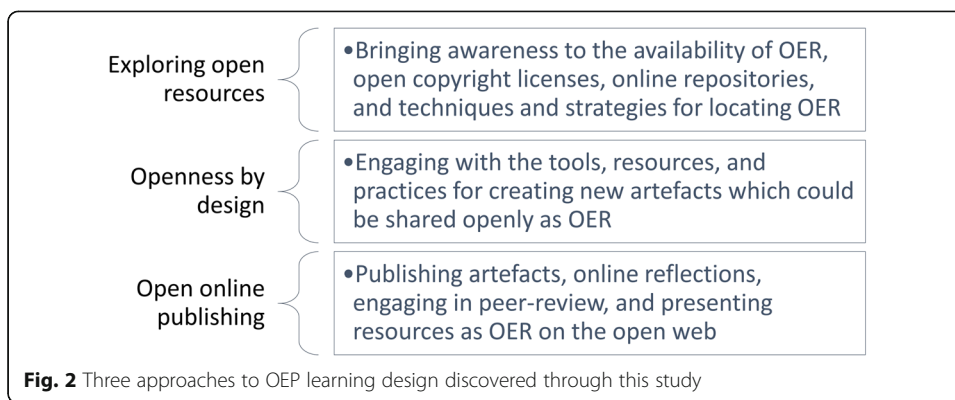 Exploring open
resources
•Bringing awareness to the availability of OER,
open copyright licenses, online repositories,
and techniques and strategies for locating OER
Openness by
design
•Engaging with the tools, resources, and
practices for creating new artefacts which could
be shared openly as OER
Open online
publishing
•Publishing artefacts, online reflections,
engaging in peer-review, and presenting
resources as OER on the open web
Fig. 2 Three approaches to OEP learning design discovered through this study